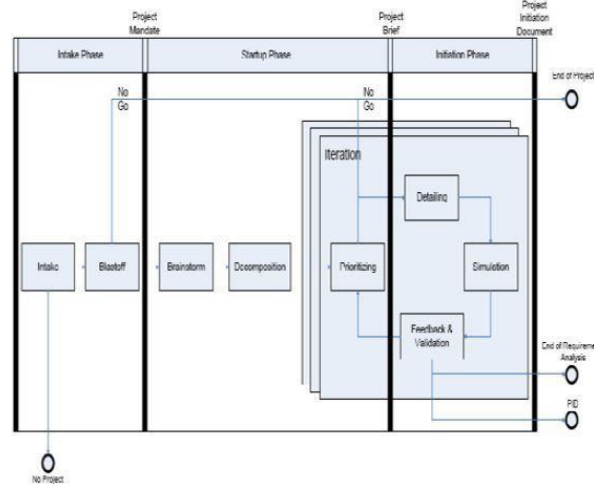 Project
Mandate
Project
Brief
Project
Initiation
Document
Intake Phase
Startup Phase
Initiation Phase
No
Go
No
Go
End of Project
Iteration
Detailing
Intake
Blastoff
Brainstorm
Decomposition
Prioritizing
Simulation
Feedback &
Validation
End of Requireme
Analysis
PID
No Project